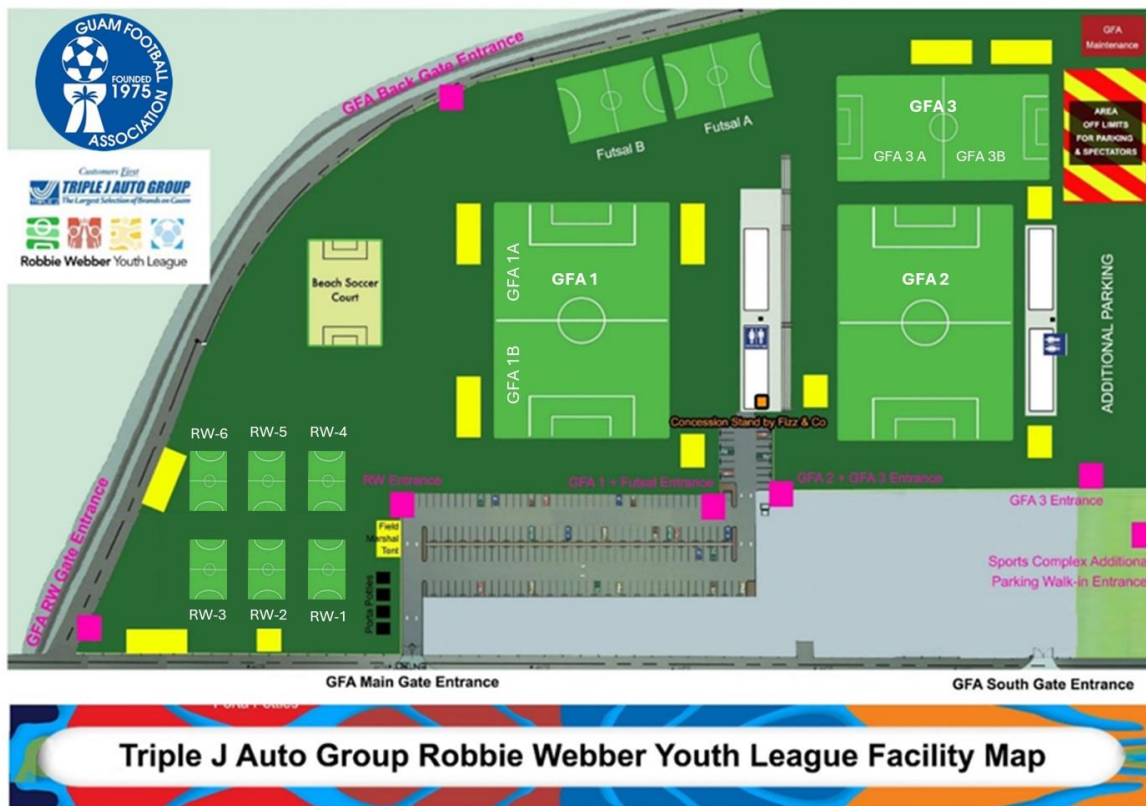 GUAM FOOTBALL
ASSOCIATION
FOUNDED
1975
Customers First
TRIPLE J AUTO GROUP
The Largest Selection of Brands on Guam
Robbie Webber Youth League
GFA Back Gate Entrance
Futsal B
Futsal A
GFA
Maintenance
GFA 3
GFA 3 A
GFA 3B
AREA
OFF LIMITS
FOR PARKING
& SPECTATORS
Beach Soccer
Court
GFA 1A
GFA 1
GFA 1B
GFA 2
ADDITIONAL PARKING
Concession Stand by Fizz & Co
RW-6
RW-5
RW-4
RW Entrance
GFA 1 + Futsal Entrance
GFA 2 + GFA 3 Entrance
GFA 3 Entrance
Field
Marshal
Tent
Sports Complex Additiona
Parking Walk-in Entrance
GFA RW Gate Entrance
Porta Potties
RW-3
RW-2
RW-1
GFA Main Gate Entrance
GFA South Gate Entrance
Porta Potties
Triple J Auto Group Robbie Webber Youth League Facility Map